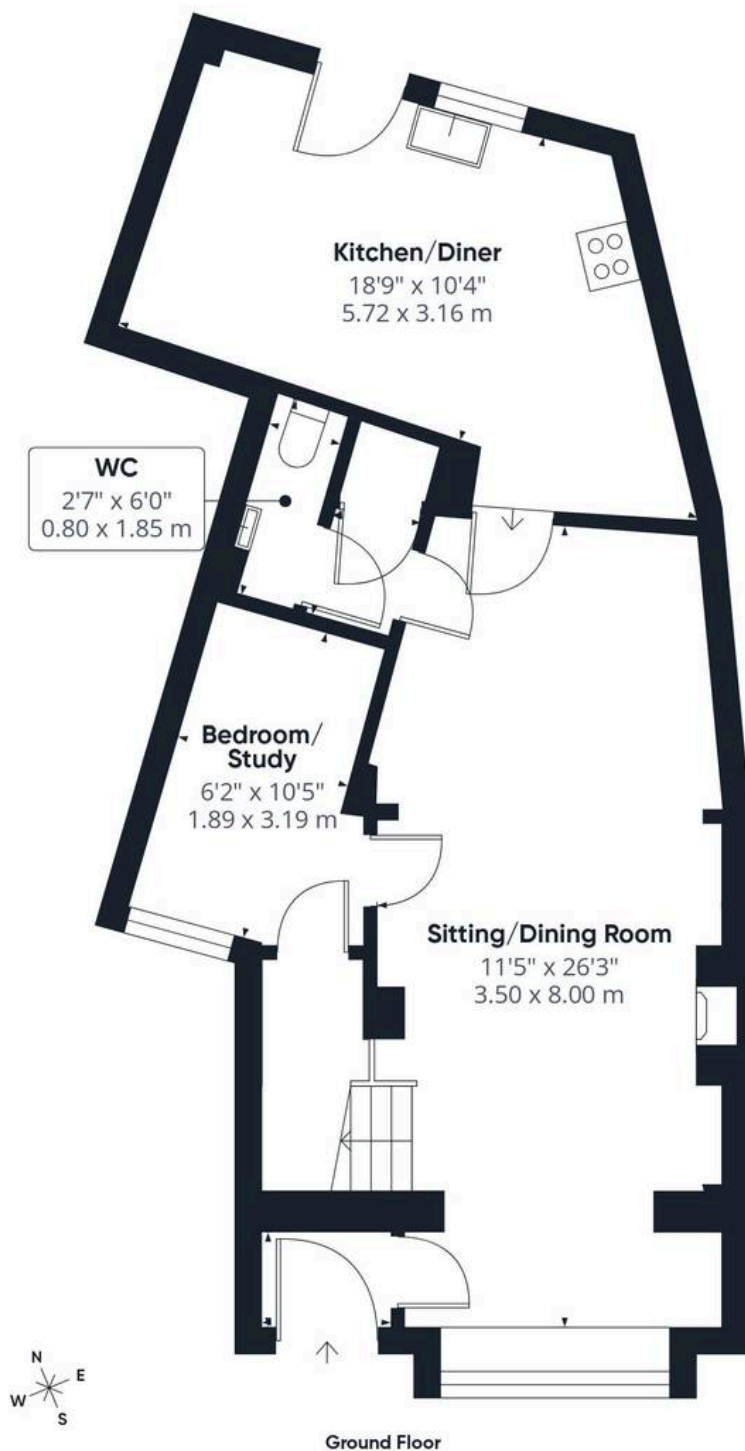 Kitchen/Diner
18'9" x 10'4"
5.72 x 3.16 m
WC
2'7" x 6'0"
0.80 x 1.85 m
Bedroom/
Study
6'2" x 10'5"
1.89 x 3.19 m
Sitting/Dining Room
11'5" x 26'3"
3.50 x 8.00 m
N
E
W
S
Ground Floor